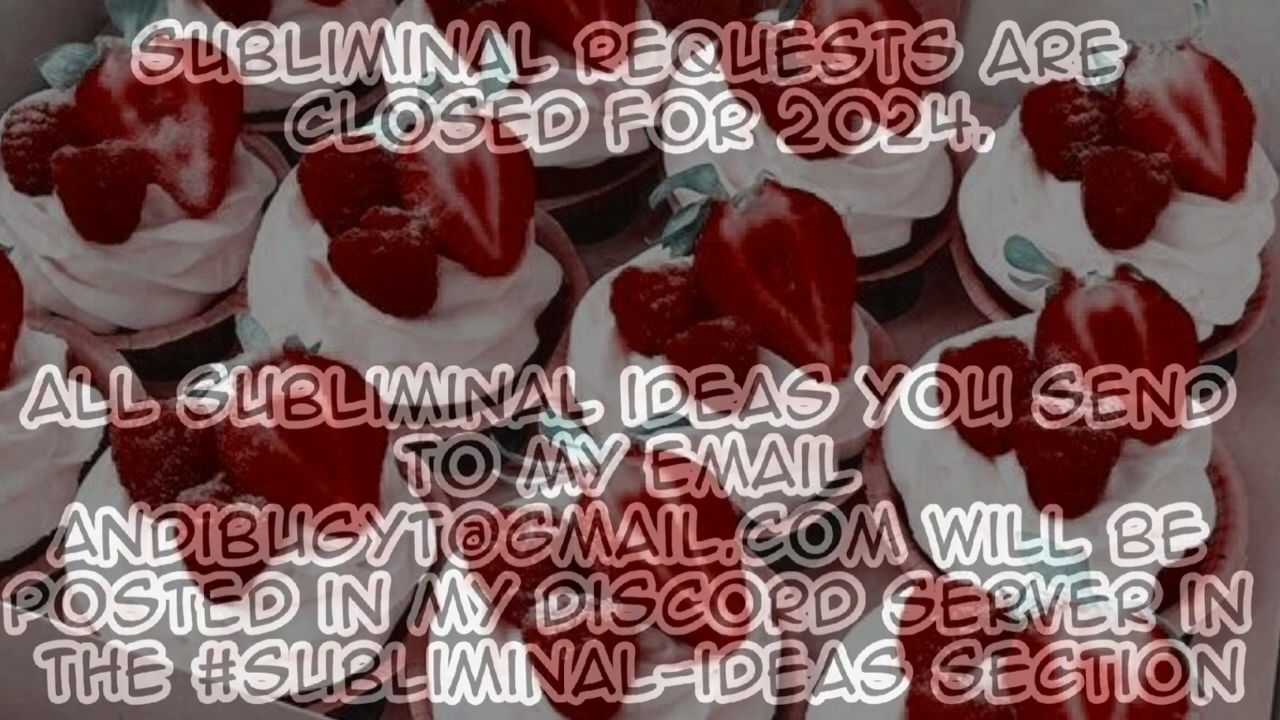 SUBLIMINAL REQUESTS ARE
CLOSED FOR 2024.
ALL SUBLIMINAL IDEAS YOU SEND
TO MY EMAIL
ANDIBUGYT@GMAIL.COM WILL BE
POSTED IN MY DISCORD SERVER IN
THE #SUBLIMINAL-IDEAS SECTION